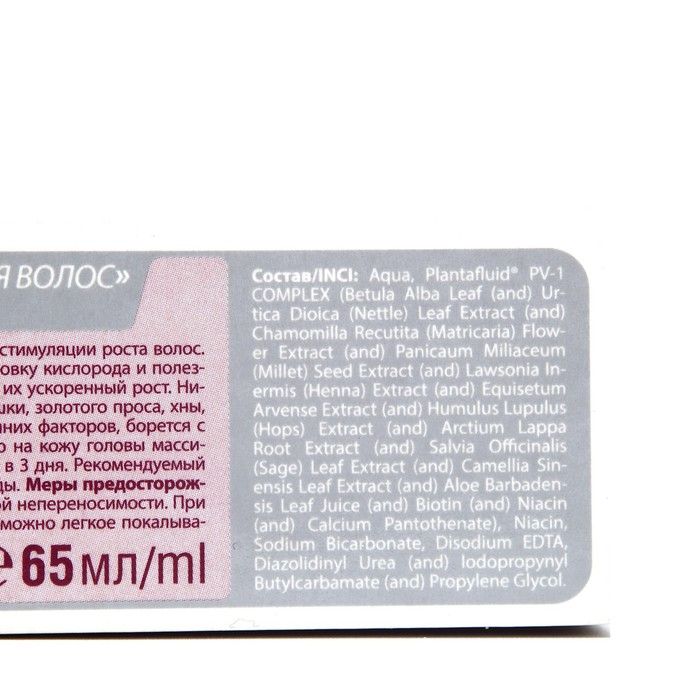 Я ВОЛОС»
стимуляции роста волос.
овку кислорода и полез-
их ускоренный рост. Ни-
шки, золотого проса, хны,
них факторов, борется с
ю на кожу головы масси-
в 3 дня. Рекомендуемый
ды. Меры предосторож-
ой непереносимости. При
можно легкое покалыва-
e 65 мл/ml
Состав/INCI: Aqua, Plantafluid® PV-1
COMPLEX (Betula Alba Leaf (and) Ur-
tica Dioica (Nettle) Leaf Extract (and)
Chamomilla Recutita (Matricaria) Flow-
er Extract (and) Panicum Miliaceum
(Millet) Seed Extract (and) Lawsonia In-
ermis (Henna) Extract (and) Equisetum
Arvense Extract (and) Humulus Lupulus
(Hops) Extract (and) Arctium Lappa
Root Extract (and) Salvia Officinalis
(Sage) Leaf Extract (and) Camellia Sin-
ensis Leaf Extract (and) Aloe Barbaden-
sis Leaf Juice (and) Biotin (and) Niacin
(and) Calcium Pantothenate), Niacin,
Sodium Bicarbonate, Disodium EDTA,
Diazolidinyl Urea (and) Iodopropynyl
Butylcarbamate (and) Propylene Glycol.